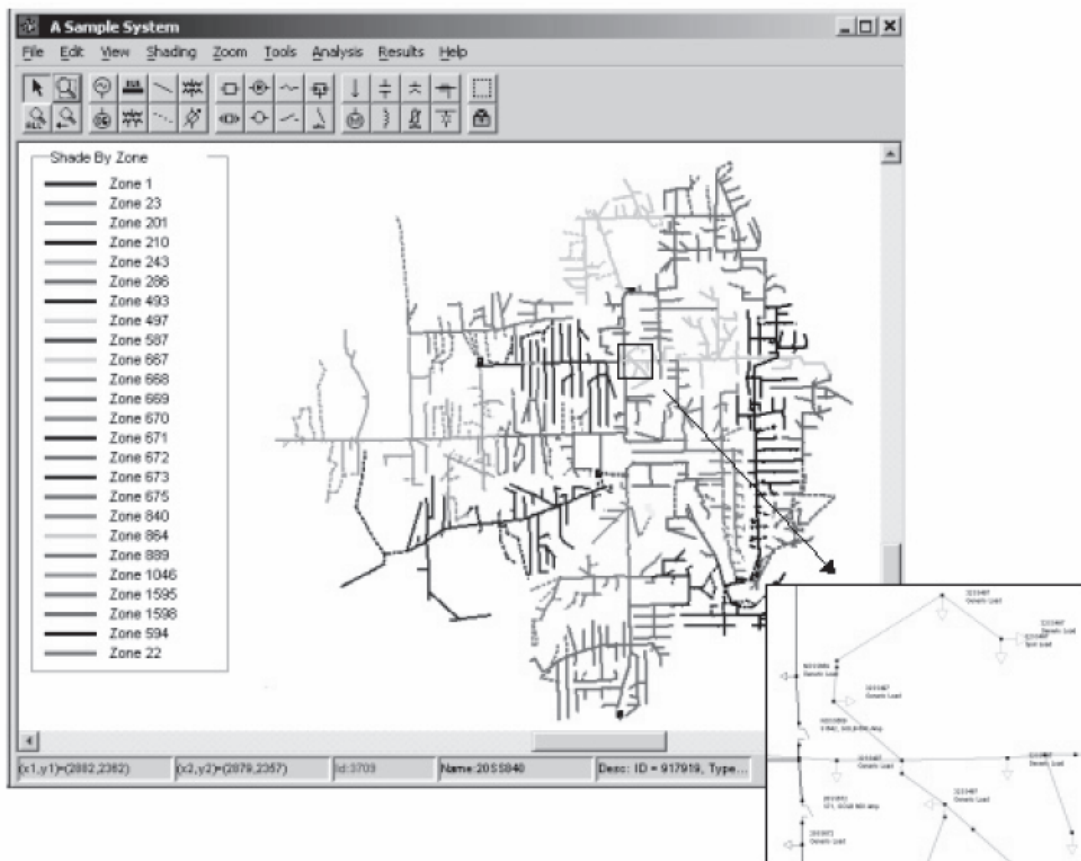 A Sample System
File Edit View Shading Zoom Tools Analysis Results Help
Shade By Zone
Zone 1
Zone 23
Zone 201
Zone 210
Zone 243
Zone 286
Zone 493
Zone 497
Zone 587
Zone 667
Zone 668
Zone 669
Zone 670
Zone 671
Zone 672
Zone 673
Zone 675
Zone 840
Zone 864
Zone 889
Zone 1046
Zone 1595
Zone 1598
Zone 594
Zone 22
(x1,y1)=(2882,2362) (x2,y2)=(2879,2357) Id:3703 Name:20SS840 Desc: ID = 917919, Type...
Generic Load
Generic Load
Spot Load
Generic Load
Generic Load
Generic Load
Generic Load
Generic Load